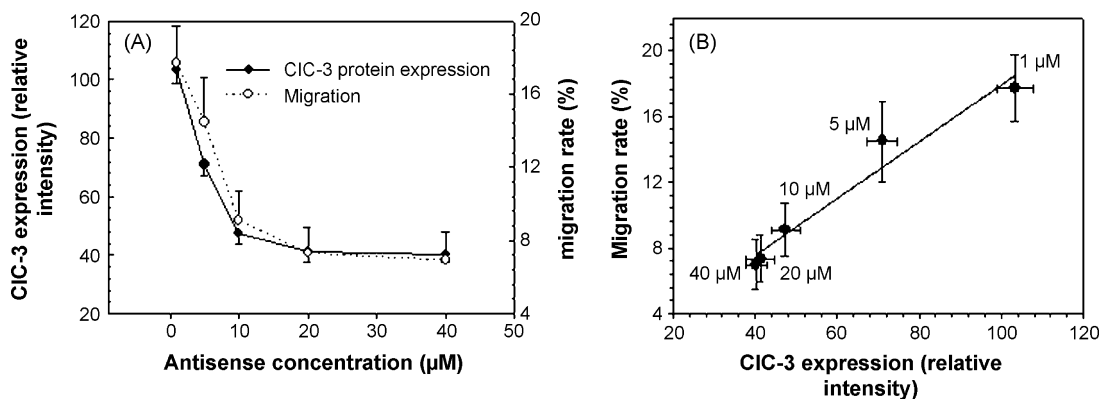 (A)
CIC-3 expression (relative
intensity)
120
100
80
60
40
20
CIC-3 protein expression
Migration
20
16
12
8
4
migration rate (%)
0
10
20
30
40
50
Antisense concentration (µM)
(B)
Migration rate (%)
20
16
12
8
4
1 µM
5 µM
10 µM
40 µM
20 µM
20
40
60
80
100
120
CIC-3 expression (relative
intensity)